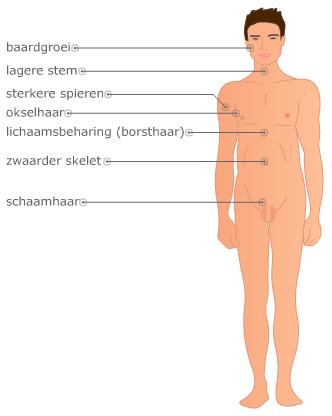 baardgroei
lagere stem
sterkere spieren
okselhaar
lichaamsbeharing (borsthaar)
zwaarder skelet
schaamhaar